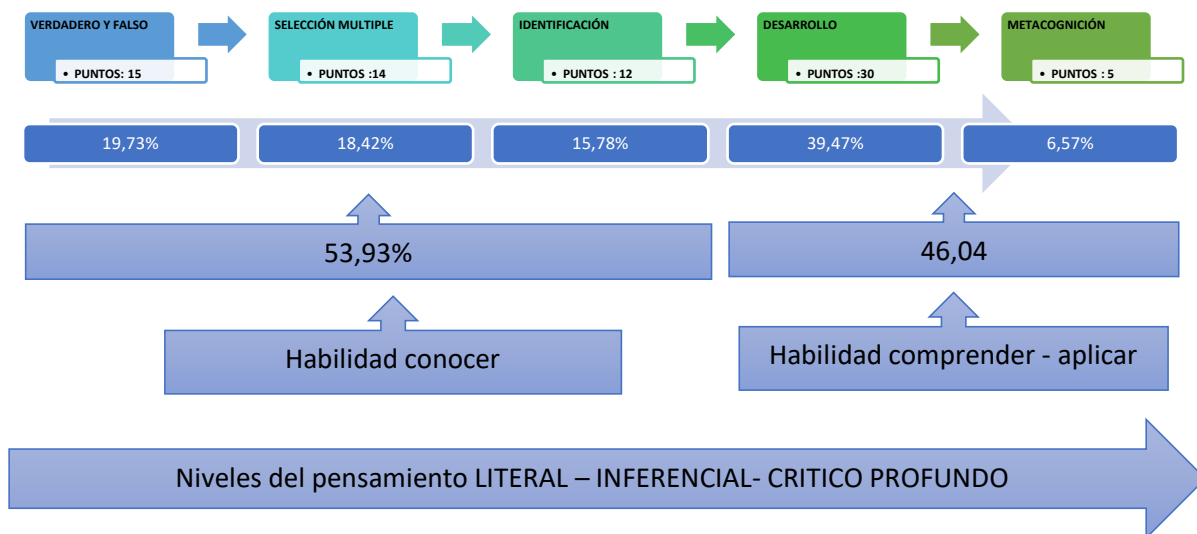 VERDADERO Y FALSO
• PUNTOS: 15
SELECCIÓN MULTIPLE
• PUNTOS :14
IDENTIFICACIÓN
• PUNTOS : 12
DESARROLLO
• PUNTOS :30
METACOGNICIÓN
• PUNTOS : 5
19,73%
18,42%
15,78%
39,47%
6,57%
53,93%
46,04
Habilidad conocer
Habilidad comprender - aplicar
Niveles del pensamiento LITERAL – INFERENCIAL- CRITICO PROFUNDO